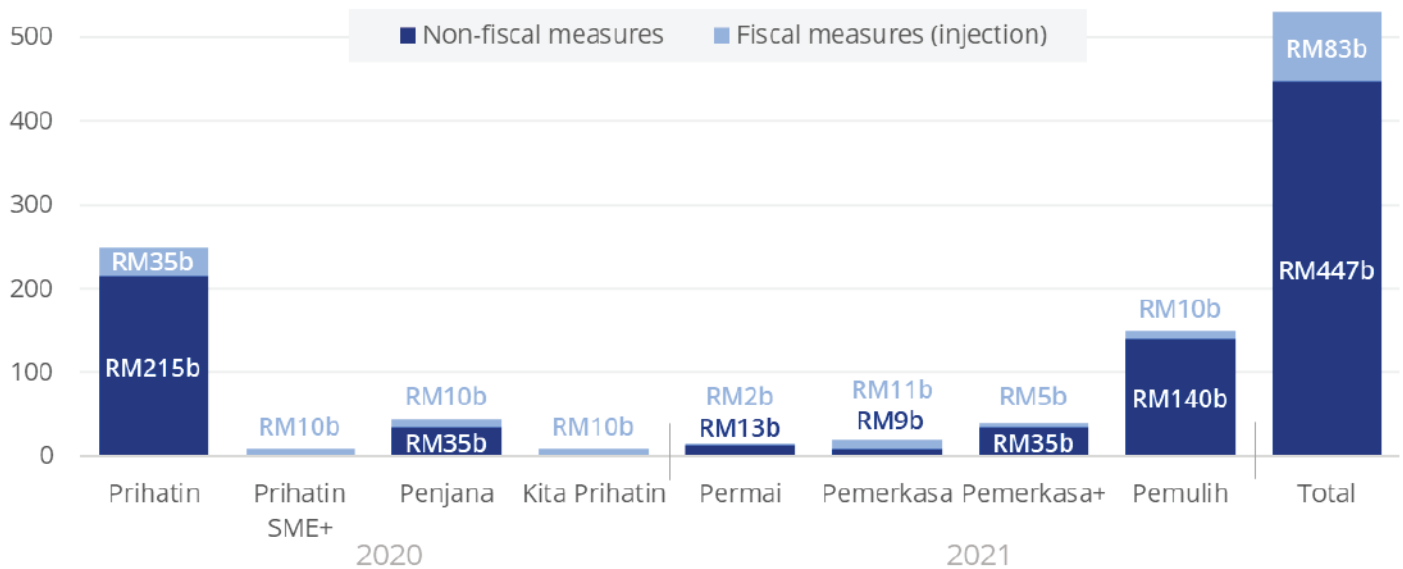 Non-fiscal measures
Fiscal measures (injection)
500
400
300
200
100
0
RM35b
RM215b
RM10b
RM10b
RM35b
RM10b
RM2b
RM13b
RM11b
RM9b
RM5b
RM35b
RM10b
RM140b
RM83b
RM447b
Prihatin
Prihatin
SME+
Penjana
Kita Prihatin
Permai
Pemerkasa
Pemerkasa+
Pemulih
Total
2020
2021